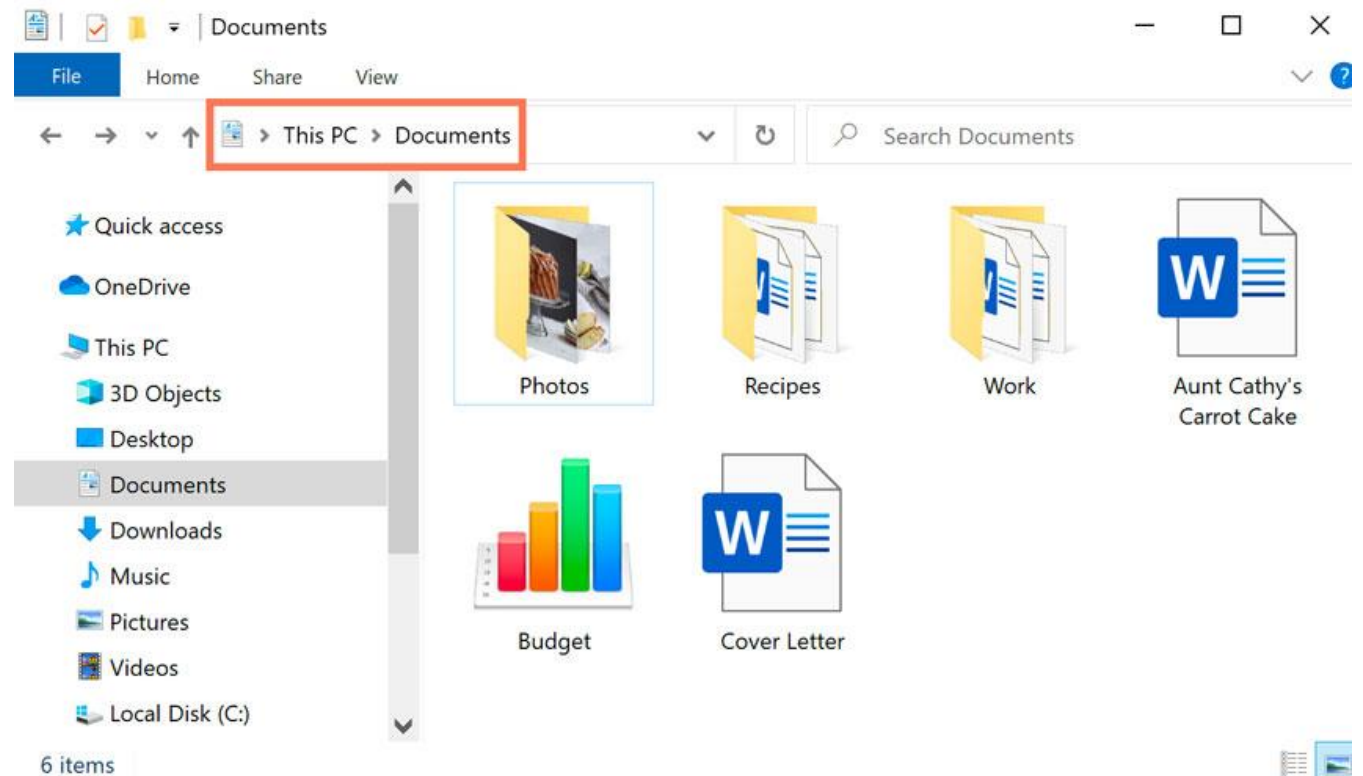 Documents
File Home Share View
?
This PC > Documents
Search Documents
Quick access
OneDrive
This PC
3D Objects
Desktop
Documents
Downloads
Music
Pictures
Videos
Local Disk (C:)
Photos
Recipes
Work
W
Aunt Cathy's
Carrot Cake
Budget
W
Cover Letter
6 items